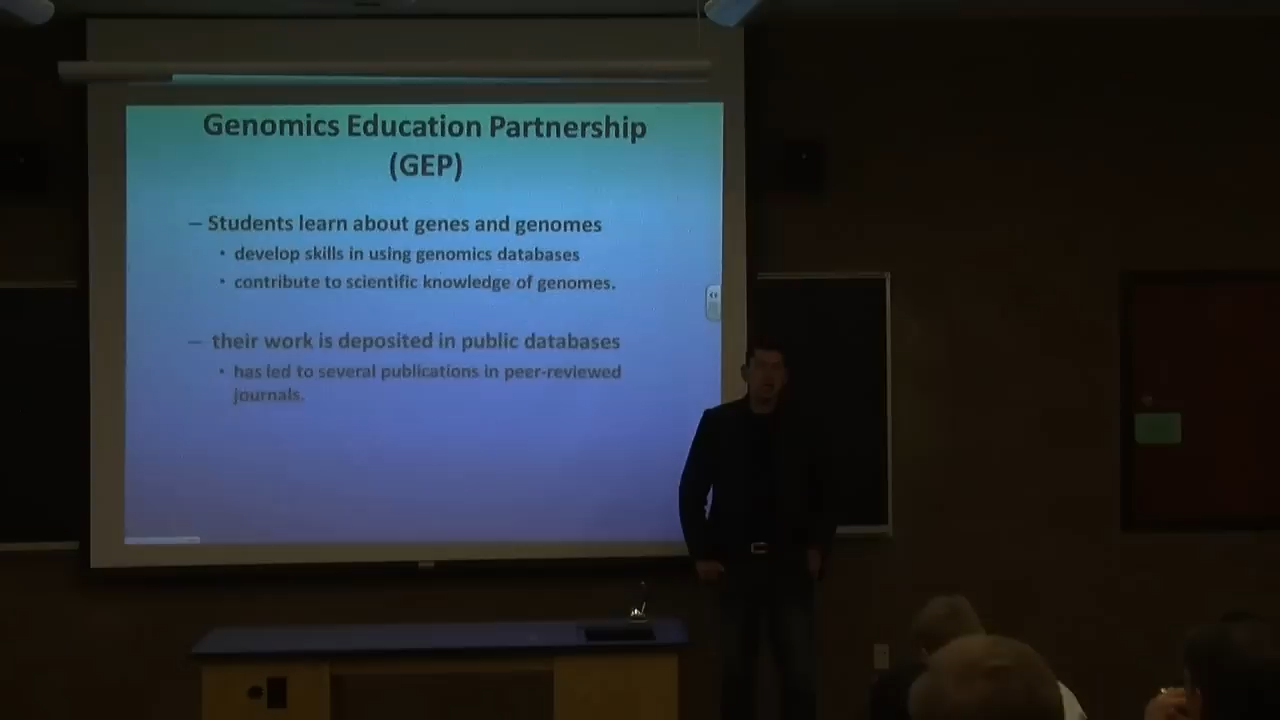 Genomics Education Partnership
(GEP)
– Students learn about genes and genomes
• develop skills in using genomics databases
• contribute to scientific knowledge of genomes.
– their work is deposited in public databases
• has led to several publications in peer-reviewed
journals.